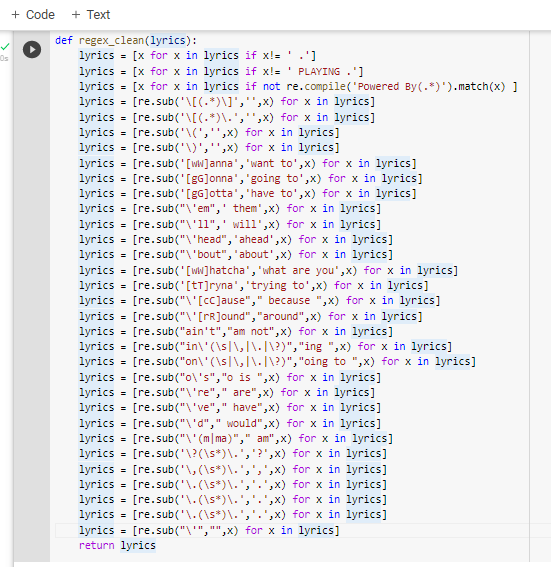 + Code + Text
def regex_clean(lyrics):
lyrics = [x for x in lyrics if x!= ' .']
lyrics = [x for x in lyrics if x!= ' PLAYING .']
lyrics = [x for x in lyrics if not re.compile('Powered By(.*)').match(x) ]
0s
lyrics = [re.sub('\[(.*)\]','',x) for x in lyrics]
lyrics = [re.sub('\[(.*)\.','',x) for x in lyrics]
lyrics = [re.sub('\(','',x) for x in lyrics]
lyrics = [re.sub('\)','',x) for x in lyrics]
lyrics = [re.sub('[wW]anna','want to',x) for x in lyrics]
lyrics = [re.sub('[gG]onna','going to',x) for x in lyrics]
lyrics = [re.sub('[gG]otta','have to',x) for x in lyrics]
lyrics = [re.sub("\'em",' them',x) for x in lyrics]
lyrics = [re.sub("\'ll",' will',x) for x in lyrics]
lyrics = [re.sub("\'head",'ahead',x) for x in lyrics]
lyrics = [re.sub("\'bout",'about',x) for x in lyrics]
lyrics = [re.sub('[wW]hatcha','what are you',x) for x in lyrics]
lyrics = [re.sub('[tT]ryna','trying to',x) for x in lyrics]
lyrics = [re.sub("\'[cC]ause"," because ",x) for x in lyrics]
lyrics = [re.sub("\'[rR]ound","around",x) for x in lyrics]
lyrics = [re.sub("ain't","am not",x) for x in lyrics]
lyrics = [re.sub("in\'(\s|\,|\.|\?)","ing ",x) for x in lyrics]
lyrics = [re.sub("on\'(\s|\,|\.|\?)","oing to ",x) for x in lyrics]
lyrics = [re.sub("o\'s","o is ",x) for x in lyrics]
lyrics = [re.sub("\'re"," are",x) for x in lyrics]
lyrics = [re.sub("\'ve"," have",x) for x in lyrics]
lyrics = [re.sub("\'d"," would",x) for x in lyrics]
lyrics = [re.sub("\'(m|ma)"," am",x) for x in lyrics]
lyrics = [re.sub('\?(\s*)\.','?',x) for x in lyrics]
lyrics = [re.sub('\,(\s*)\.',',',x) for x in lyrics]
lyrics = [re.sub('\.(\s*)\.','.',x) for x in lyrics]
lyrics = [re.sub('\.(\s*)\.','.',x) for x in lyrics]
lyrics = [re.sub('\.(\s*)\.','.',x) for x in lyrics]
lyrics = [re.sub("\'","",x) for x in lyrics]
return lyrics